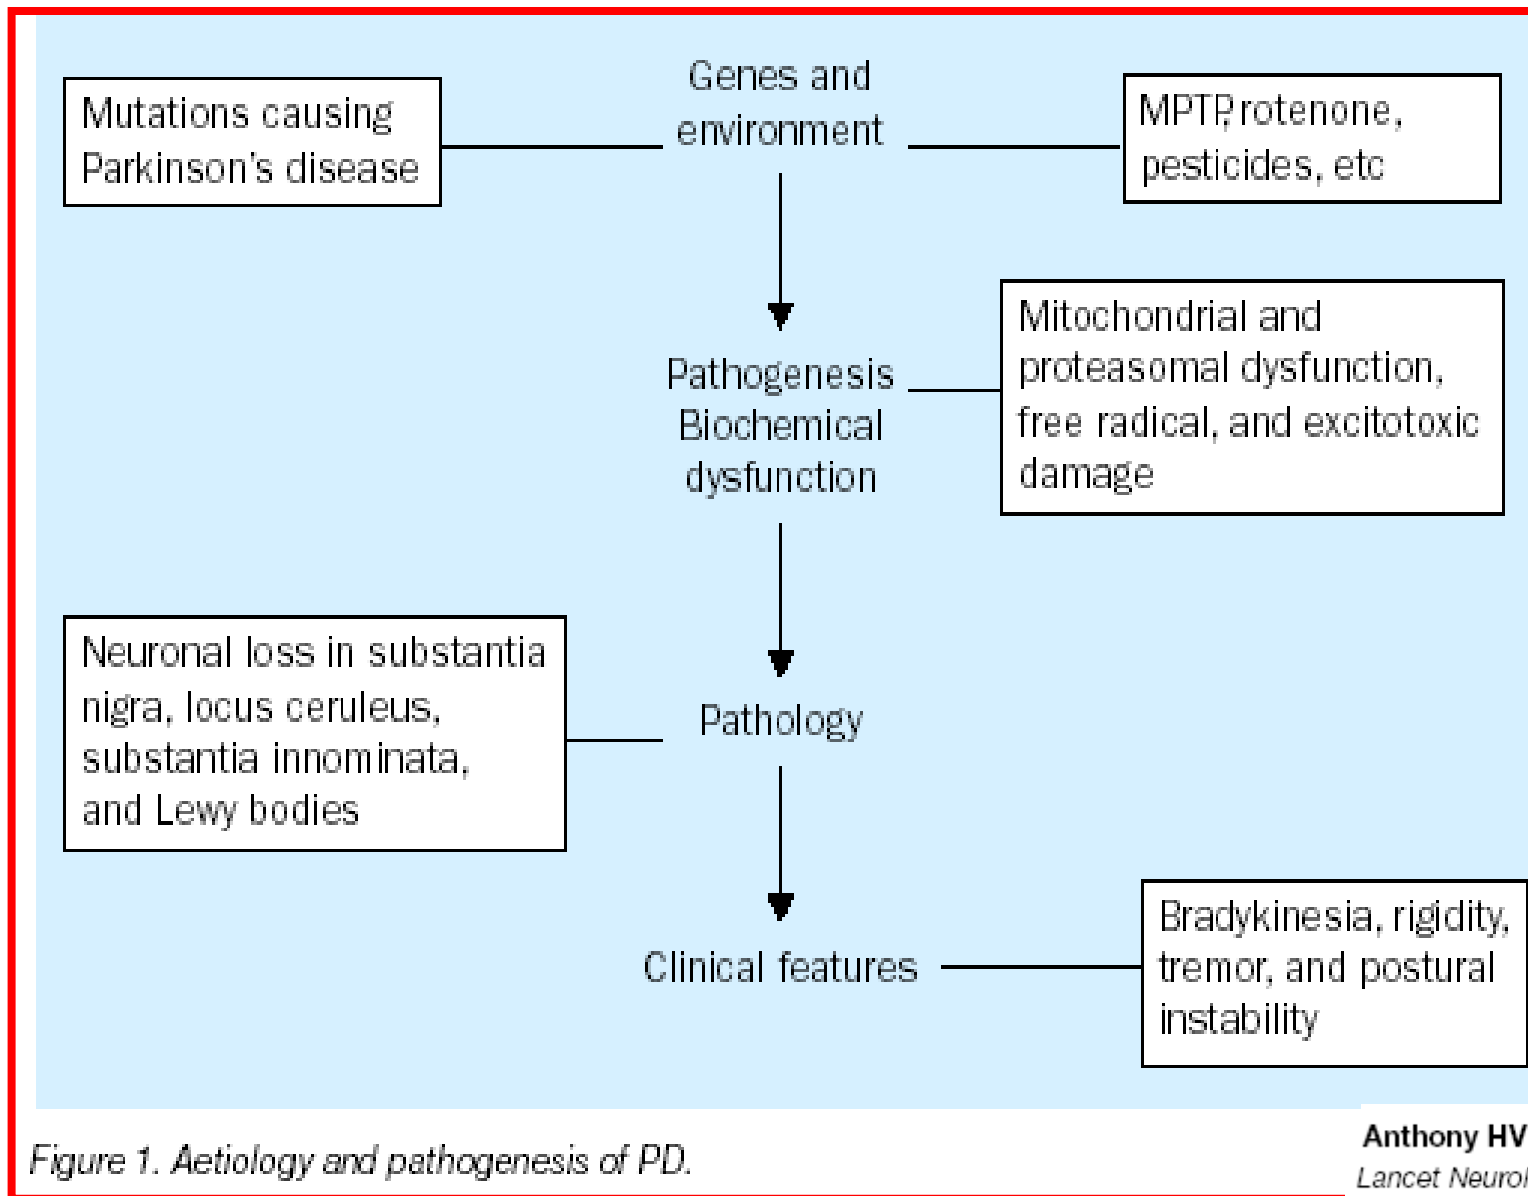 Genes and
environment
Mutations causing
Parkinson's disease
MPTP, rotenone,
pesticides, etc
Pathogenesis
Biochemical
dysfunction
Mitochondrial and
proteasomal dysfunction,
free radical, and excitotoxic
damage
Neuronal loss in substantia
nigra, locus ceruleus,
substantia innominata,
and Lewy bodies
Pathology
Clinical features
Bradykinesia, rigidity,
tremor, and postural
instability
Figure 1. Aetiology and pathogenesis of PD.
Anthony HV
Lancet Neurol